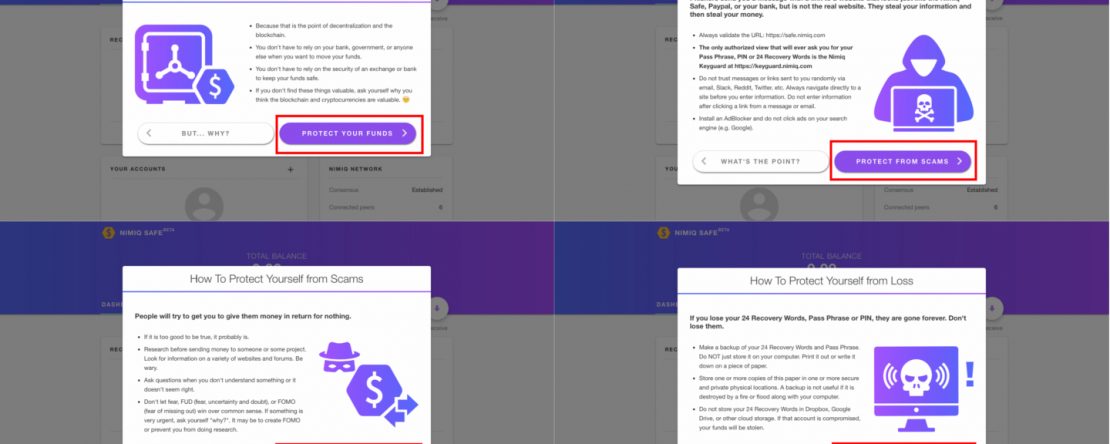 Safe, Paypal, or your bank, but is not the real website. They steal your information and
then steal your money.
Because that is the point of decentralization and the
blockchain.
You don't have to rely on your bank, government, or anyone
else when you want to move your funds.
You don't have to rely on the security of an exchange or bank
to keep your funds safe.
If you don't find these things valuable, ask yourself why you
think the blockchain and cryptocurrencies are valuable.
BUT... WHY?
PROTECT YOUR FUNDS
YOUR ACCOUNTS
NIMIQ NETWORK
Consensus
Established
Connected peers
6
Always validate the URL: https://safe.nimiq.com
The only authorized view that will ever ask you for your
Pass Phrase, PIN or 24 Recovery Words is the Nimiq
Keyguard at https://keyguard.nimiq.com
Do not trust messages or links sent to you randomly via
email, Slack, Reddit, Twitter, etc. Always navigate directly to a
site before you enter information. Do not enter information
after clicking a link from a message or email.
Install an AdBlocker and do not click ads on your search
engine (e.g. Google).
WHAT'S THE POINT?
PROTECT FROM SCAMS
Consensus
Established
Connected peers
6
NIMIQ SAFE BETA
TOTAL BALANCE
How To Protect Yourself from Scams
People will try to get you to give them money in return for nothing.
If it is too good to be true, it probably is.
Research before sending money to someone or some project.
Look for information on a variety of websites and forums. Be
wary.
Ask questions when you don't understand something or it
doesn't seem right.
Don't let fear, FUD (fear, uncertainty and doubt), or FOMO
(fear of missing out) win over common sense. If something is
very urgent, ask yourself "why?". It may be to create FOMO
or prevent you from doing research.
NIMIQ SAFE BETA
TOTAL BALANCE
How To Protect Yourself from Loss
If you lose your 24 Recovery Words, Pass Phrase or PIN, they are gone forever. Don't
lose them.
Make a backup of your 24 Recovery Words and Pass Phrase.
Do NOT just store it on your computer. Print it out or write it
down on a piece of paper.
Store one or more copies of this paper in one or more secure
and private physical locations. A backup is not useful if it is
destroyed by a fire or flood along with your computer.
Do not store your 24 Recovery Words in Dropbox, Google
Drive, or other cloud storage. If that account is compromised,
your funds will be stolen.